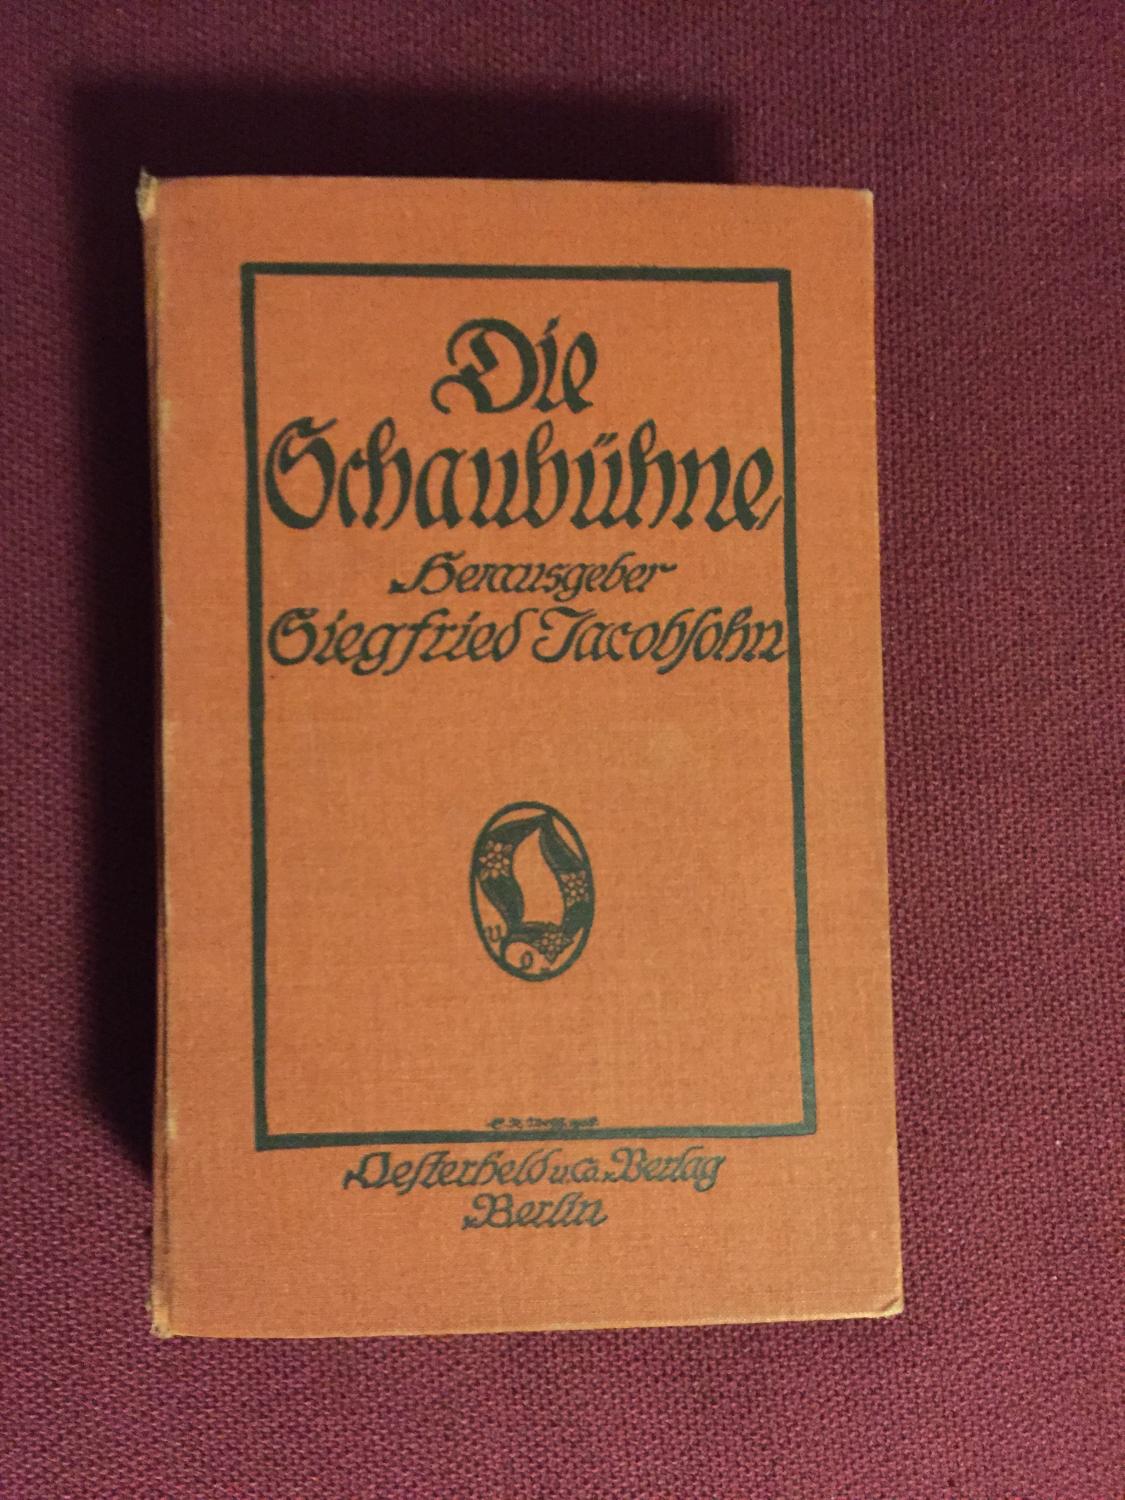 Die
Schaubühne,
Herausgeber
Siegfried Jacobsohn
Oesterheld u. Co. Verlag
Berlin